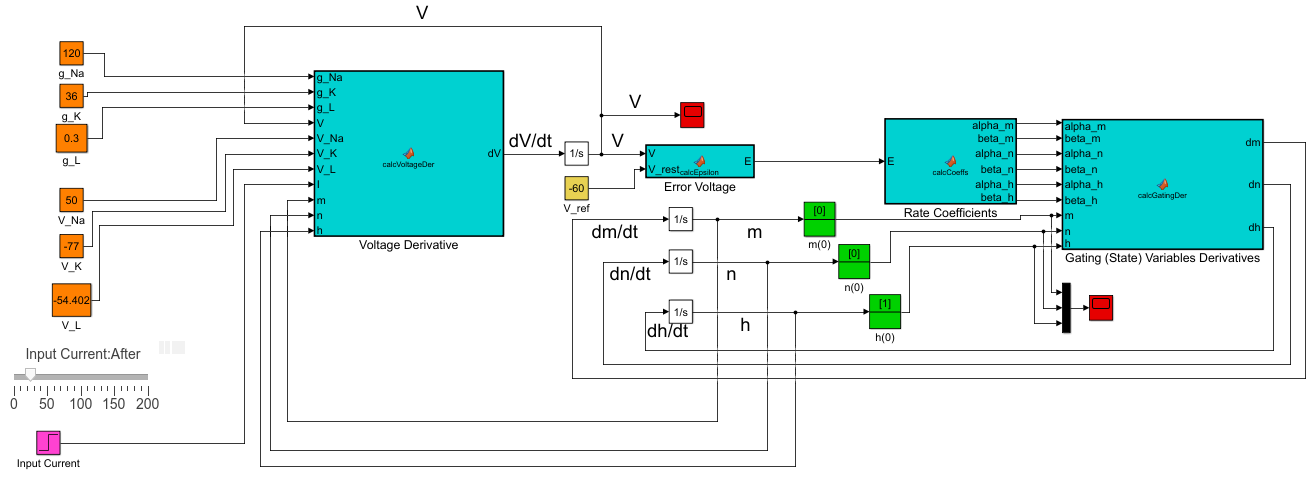 V
120
g_Na
36
g_K
0.3
g_L
50
V_Na
-77
V_K
-54.402
V_L
g_Na
g_K
g_L
V
V_Na
V_K
V_L
I
m
n
h
calcVoltageDer
dV
Voltage Derivative
dV/dt
1/s
V
V
-60
V_ref
V
V_rest
calcEpsilon
E
Error Voltage
E
calcCoeffs
alpha_m
beta_m
alpha_n
beta_n
alpha_h
beta_h
Rate Coefficients
alpha_m
beta_m
alpha_n
beta_n
alpha_h
beta_h
m
n
h
calcGatingDer
dm
dn
dh
Gating (State) Variables Derivatives
dm/dt
1/s
m
[0]
m(0)
dn/dt
1/s
n
[0]
n(0)
dh/dt
1/s
h
[1]
h(0)
Input Current:After
0 50 100 150 200
Input Current